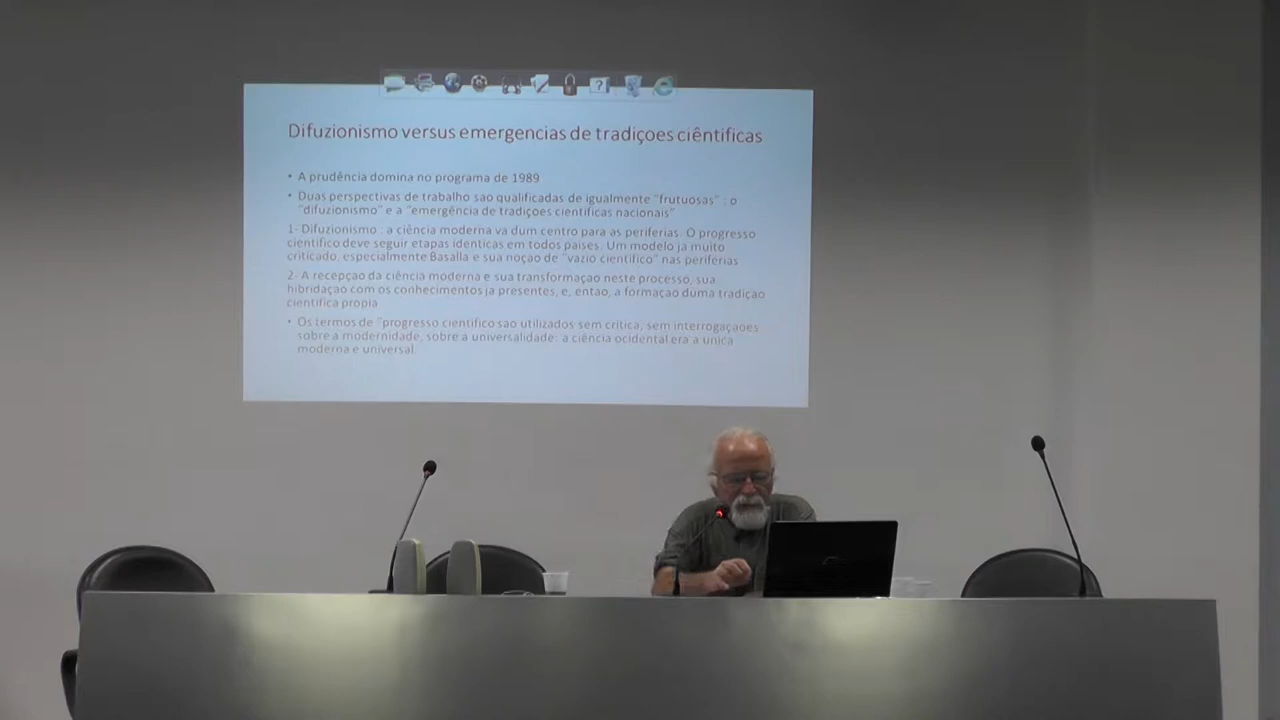 Difuzionismo versus emergencias de tradiçoes ciêntificas
• A prudência domina no programa de 1989
• Duas perspectivas de trabalho sao qualificadas de igualmente "frutuosas" : o
"difuzionismo" e a "emergência de tradiçoes cientificas nacionais"
1- Difuzionismo : a ciência moderna va dum centro para as periferias. O progresso
cientifico deve seguir etapas identicas em todos paises. Um modelo ja muito
criticado, especialmente Basalla e sua noçao de "vazio cientifico" nas periferias
2- A recepçao da ciência moderna e sua transformaçao neste processo, sua
hibridaçao com os conhecimentos ja presentes, e, entao, a formaçao duma tradiçao
cientifica propia
• Os termos de "progresso cientifico sao utilizados sem critica, sem interrogaçaoes
sobre a modernidade, sobre a universalidade: a ciência ocidental era a unica
moderna e universal.